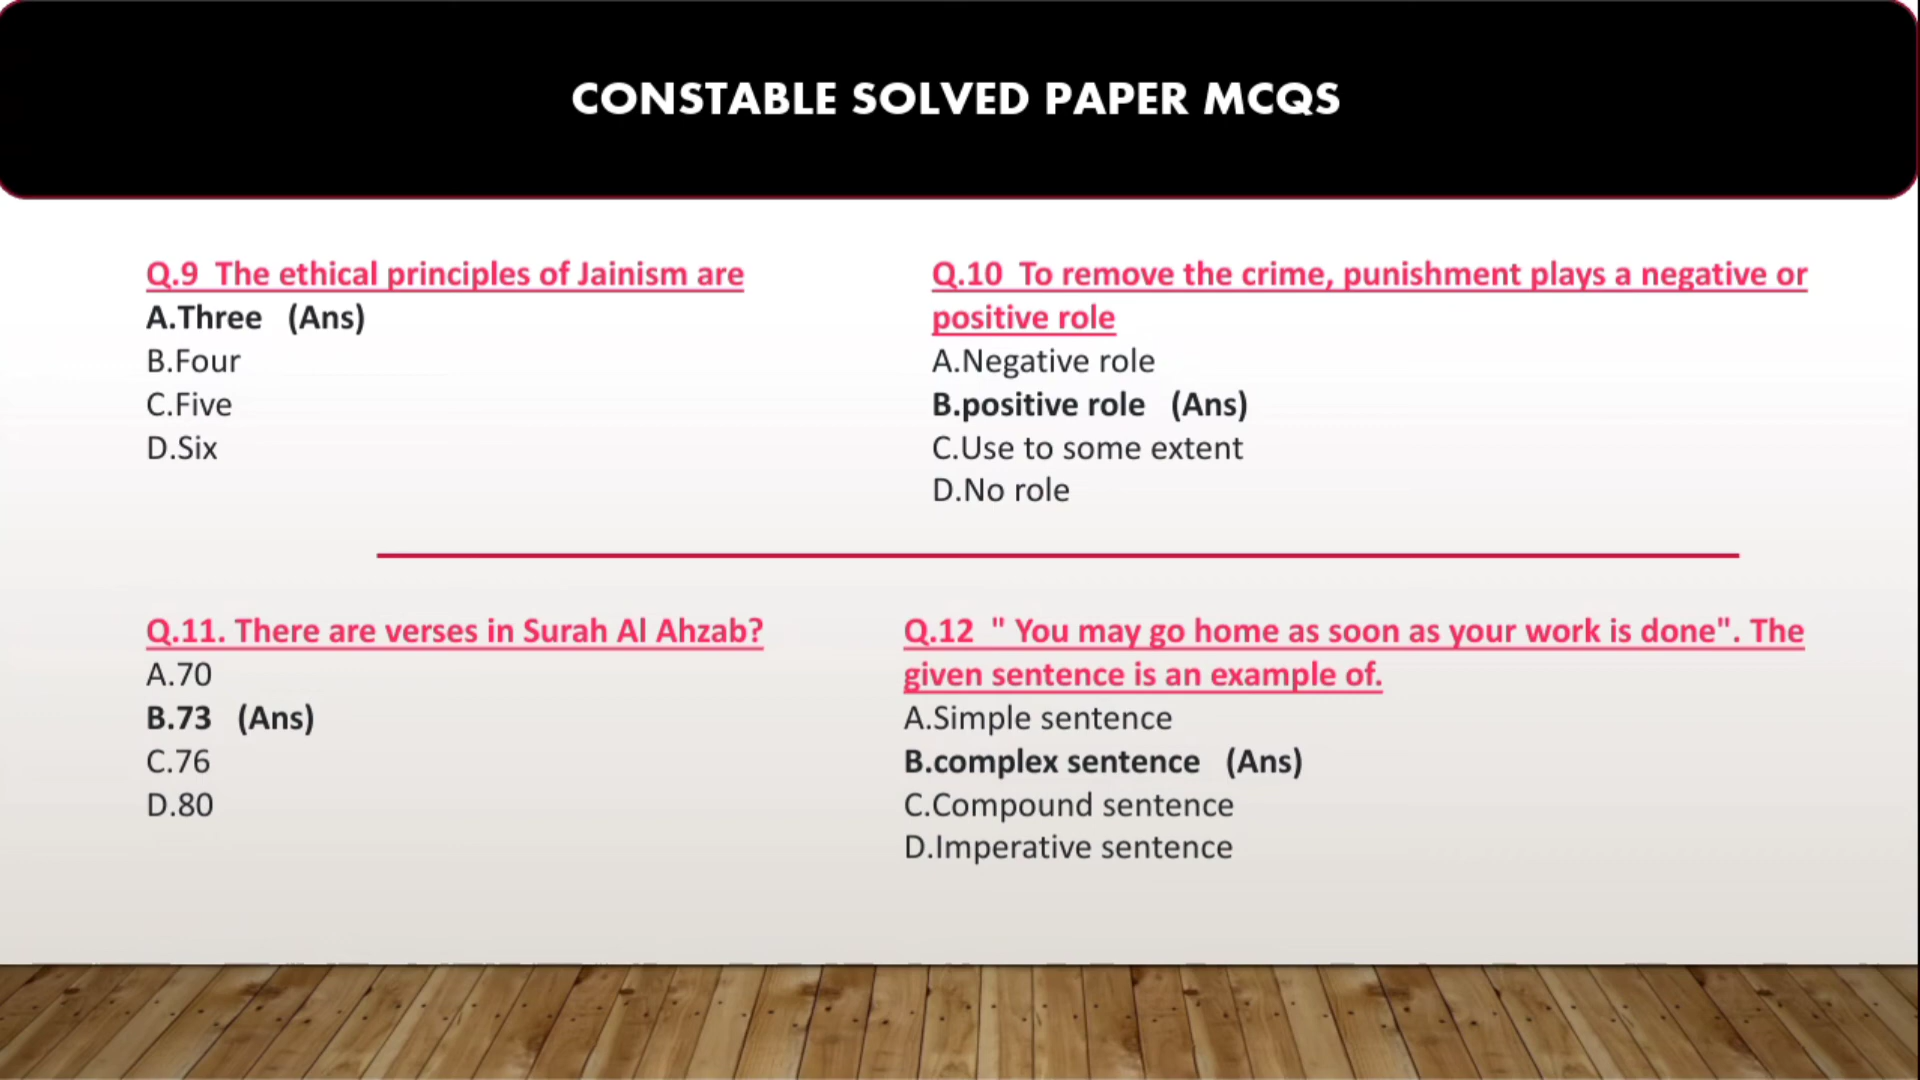 CONSTABLE SOLVED PAPER MCQS
Q.9 The ethical principles of Jainism are
A.Three (Ans)
B.Four
C.Five
D.Six
Q.10 To remove the crime, punishment plays a negative or
positive role
A.Negative role
B.positive role (Ans)
C.Use to some extent
D.No role
Q.11. There are verses in Surah Al Ahzab?
A.70
B.73 (Ans)
C.76
D.80
Q.12 " You may go home as soon as your work is done". The
given sentence is an example of.
A.Simple sentence
B.complex sentence (Ans)
C.Compound sentence
D.Imperative sentence